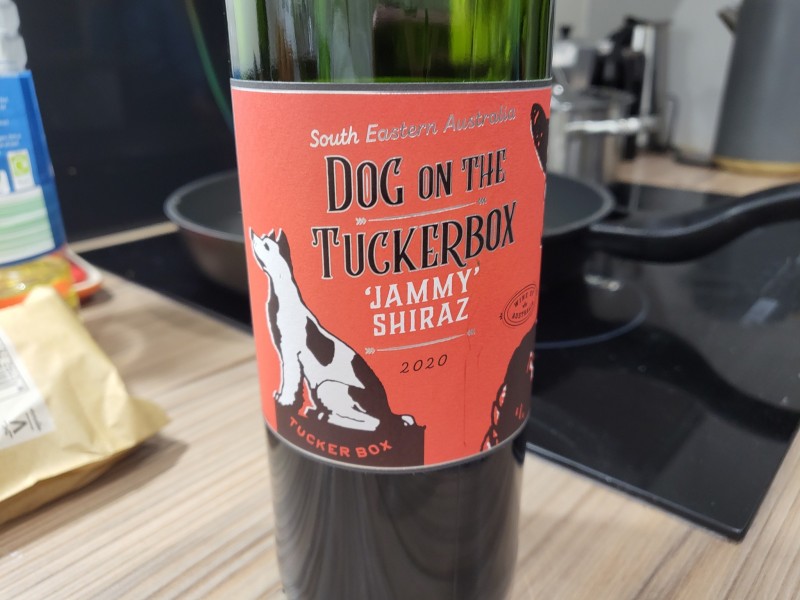 South Eastern Australia
DOG ON THE
TUCKERBOX
'JAMMY'
SHIRAZ
2020
TUCKER BOX